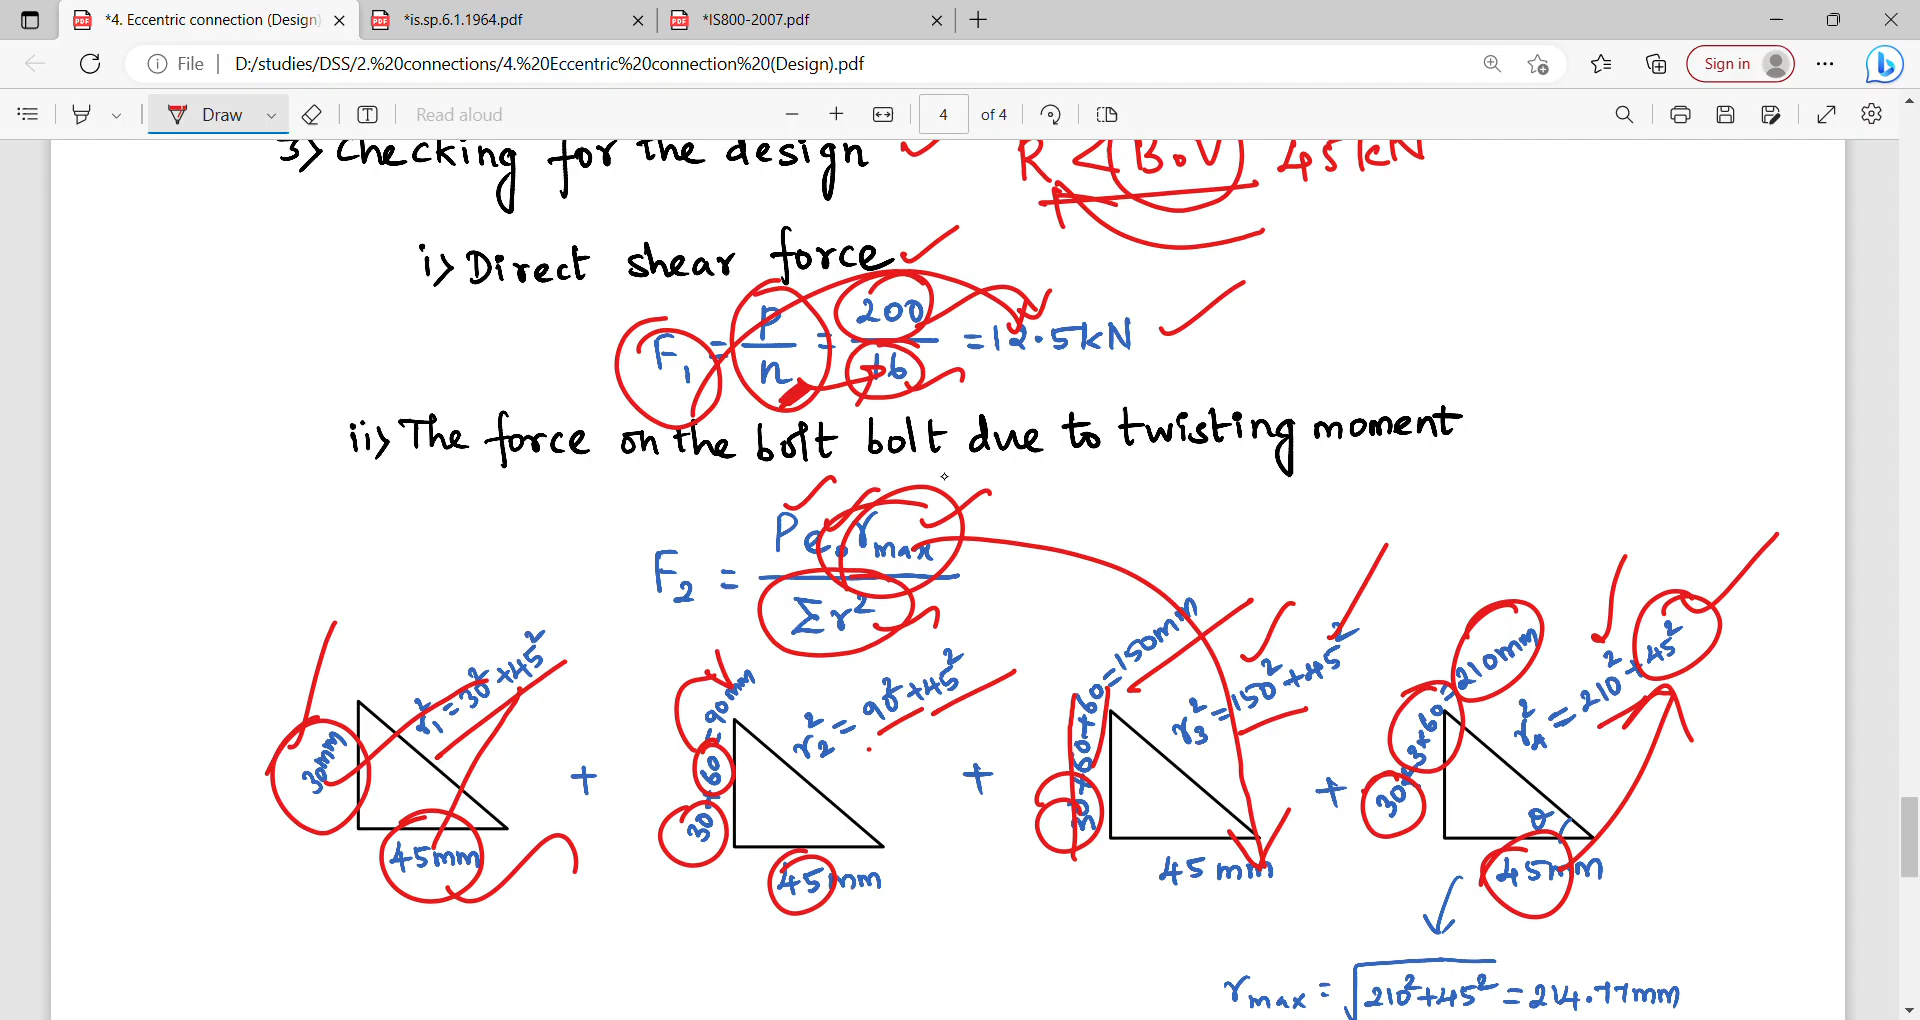 *4. Eccentric connection (Design)
*is.sp.6.1.1964.pdf
*IS800-2007.pdf
File
D:/studies/DSS/2.%20connections/4.%20Eccentric%20connection%20(Design).pdf
Sign in
Draw
Read aloud
4
of 4
3> Checking for the design
R < B.V 45 kN
i> Direct shear force
F1 = P/n = 200/16 = 12.5kN
ii> The force on the bolt bolt due to twisting moment
F2 = P e. rmax / Σr²
r1² = 30² + 45²
30mm
45mm
+
30+60 = 90mm
r2² = 90² + 45²
45mm
+
30+60+60 = 150mm
r3² = 150² + 45²
45 mm
+
30+3x60 = 210mm
r4² = 210² + 45²
θ
45mm
rmax = √210²+45² = 214.77mm